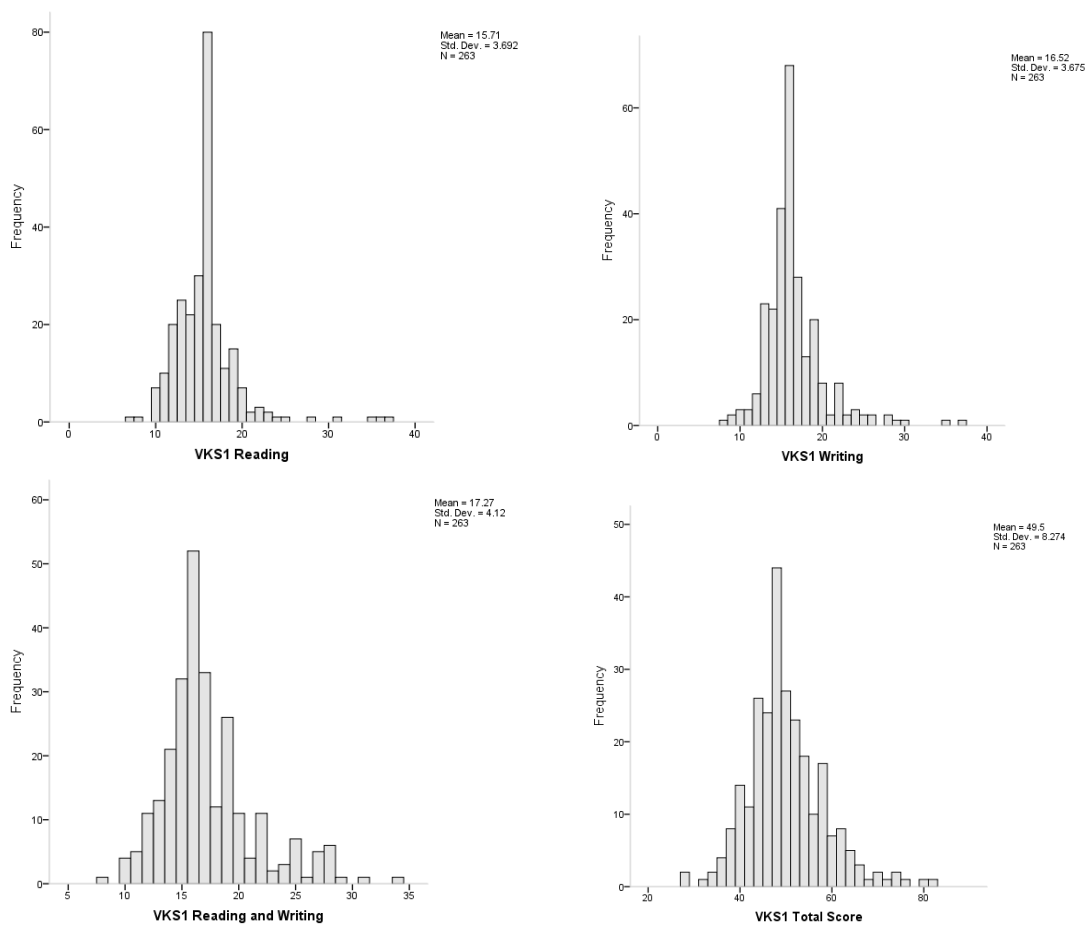 Mean = 15.71
Std. Dev. = 3.692
N = 263
Frequency
80
60
40
20
0
0 10 20 30 40
VKS1 Reading
Mean = 16.52
Std. Dev. = 3.675
N = 263
Frequency
60
40
20
0
0 10 20 30 40
VKS1 Writing
Mean = 17.27
Std. Dev. = 4.12
N = 263
Frequency
60
50
40
30
20
10
0
5 10 15 20 25 30 35
VKS1 Reading and Writing
Mean = 49.5
Std. Dev. = 8.274
N = 263
Frequency
50
40
30
20
10
0
20 40 60 80
VKS1 Total Score